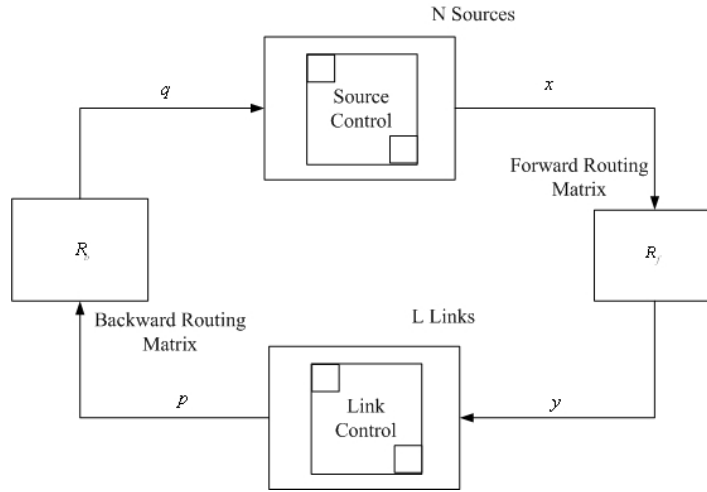 N Sources
q
Source
Control
x
Forward Routing
Matrix
R_b
R_f
Backward Routing
Matrix
L Links
p
Link
Control
y